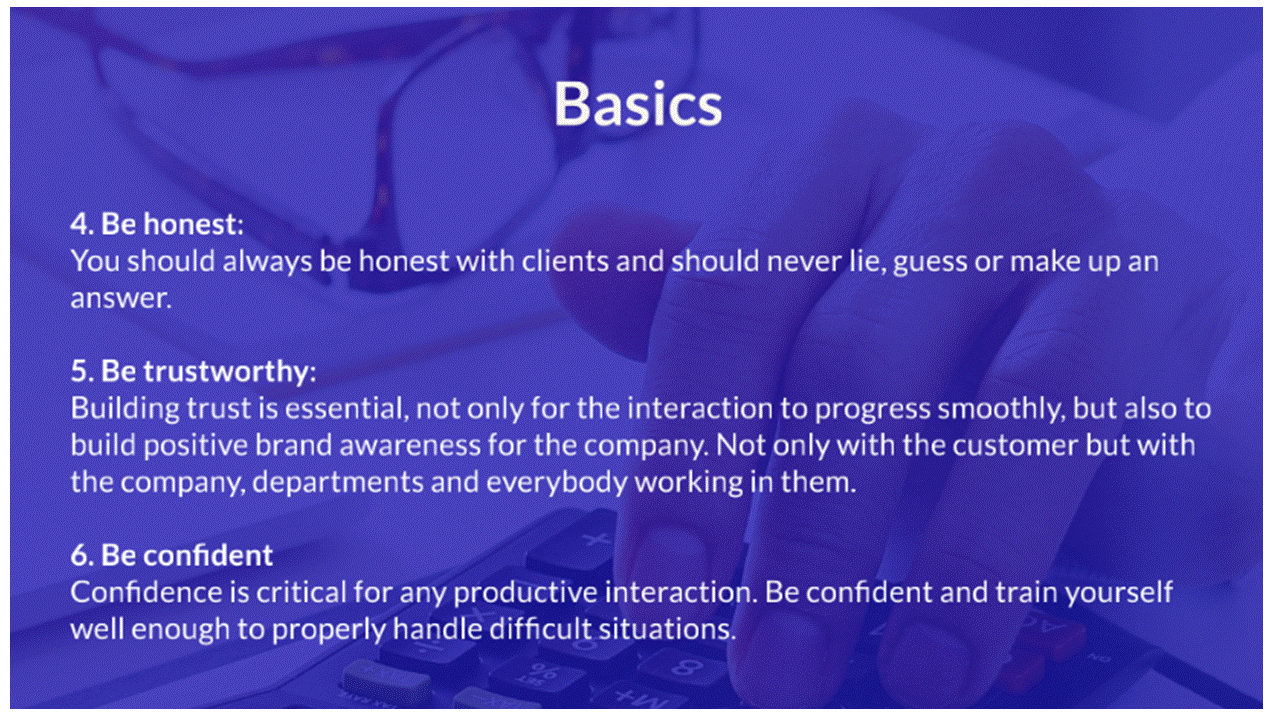 Basics
4. Be honest:
You should always be honest with clients and should never lie, guess or make up an
answer.
5. Be trustworthy:
Building trust is essential, not only for the interaction to progress smoothly, but also to
build positive brand awareness for the company. Not only with the customer but with
the company, departments and everybody working in them.
6. Be confident
Confidence is critical for any productive interaction. Be confident and train yourself
well enough to properly handle difficult situations.